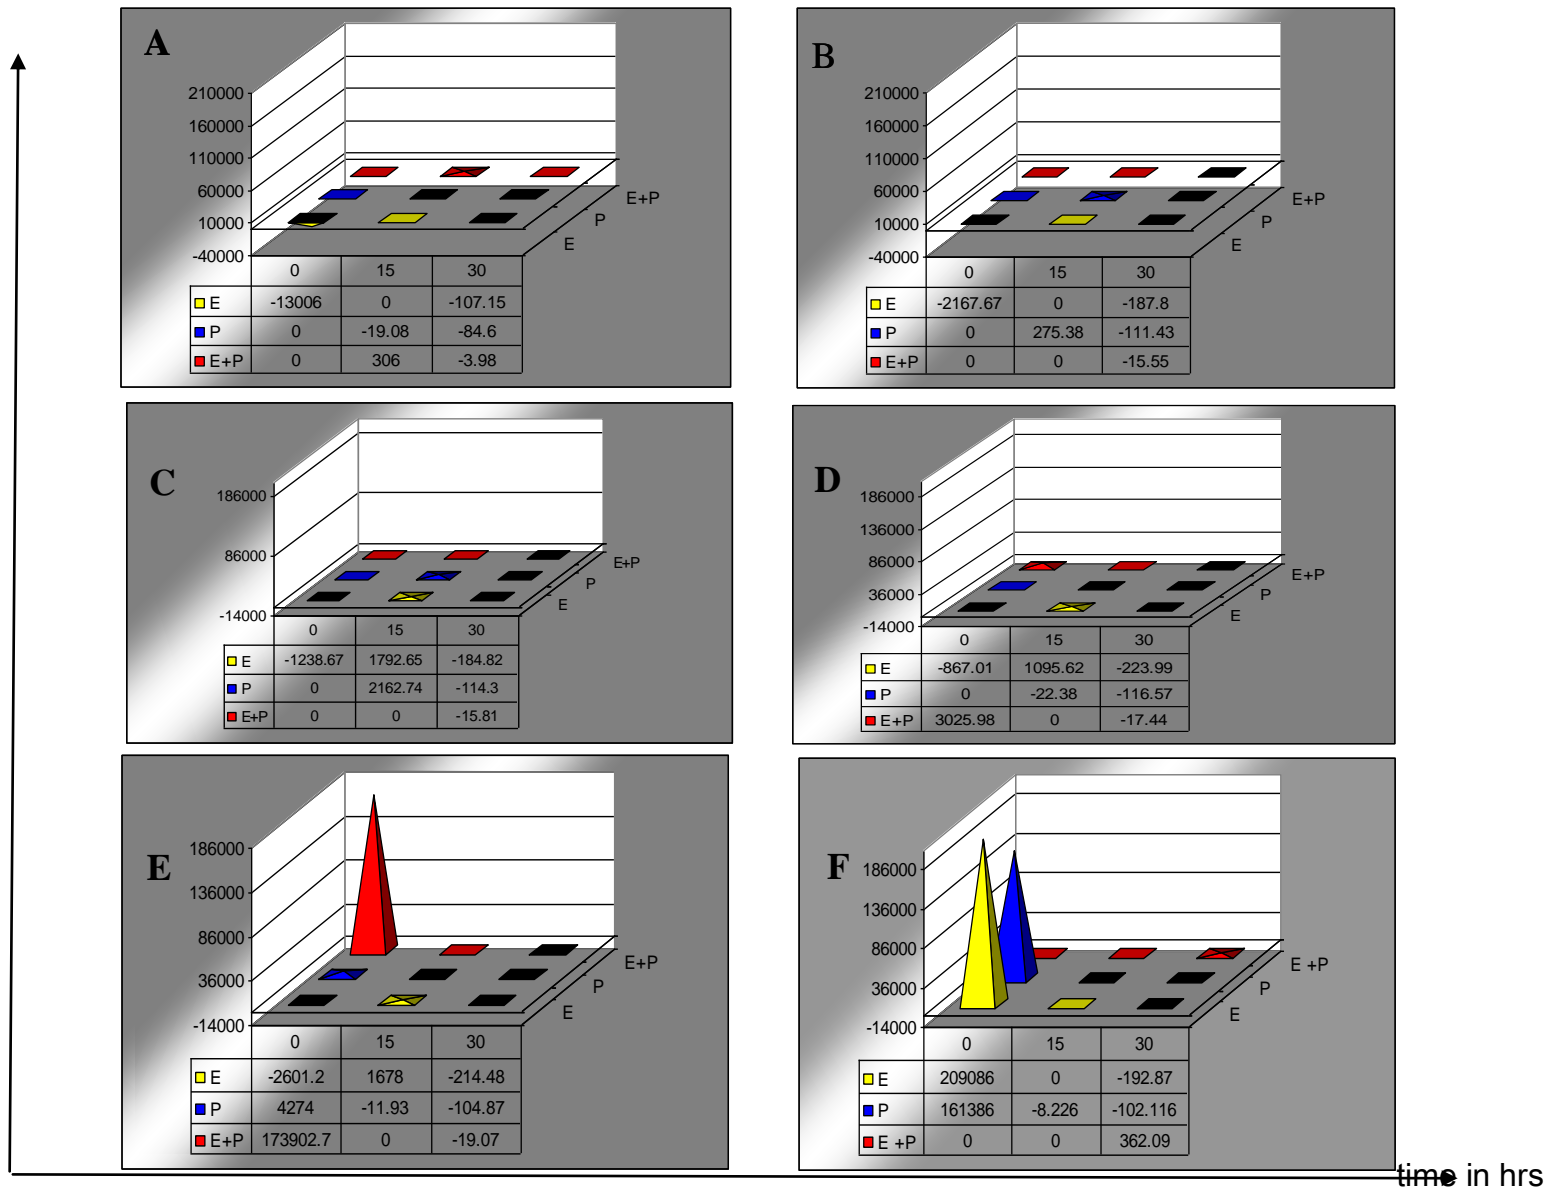 A
210000
160000
110000
60000
10000
-40000
E+P
P
E
0 15 30
E -13006 0 -107.15
P 0 -19.08 -84.6
E+P 0 306 -3.98
B
210000
160000
110000
60000
10000
-40000
E+P
P
E
0 15 30
E -2167.67 0 -187.8
P 0 275.38 -111.43
E+P 0 0 -15.55
C
186000
86000
-14000
E+P
P
E
0 15 30
E -1238.67 1792.65 -184.82
P 0 2162.74 -114.3
E+P 0 0 -15.81
D
186000
136000
86000
36000
-14000
E+P
P
E
0 15 30
E -867.01 1095.62 -223.99
P 0 -22.38 -116.57
E+P 3025.98 0 -17.44
E
186000
136000
86000
36000
-14000
E+P
P
E
0 15 30
E -2601.2 1678 -214.48
P 4274 -11.93 -104.87
E+P 173902.7 0 -19.07
F
186000
136000
86000
36000
-14000
E +P
P
E
0 15 30
E 209086 0 -192.87
P 161386 -8.226 -102.116
E +P 0 0 362.09
time in hrs